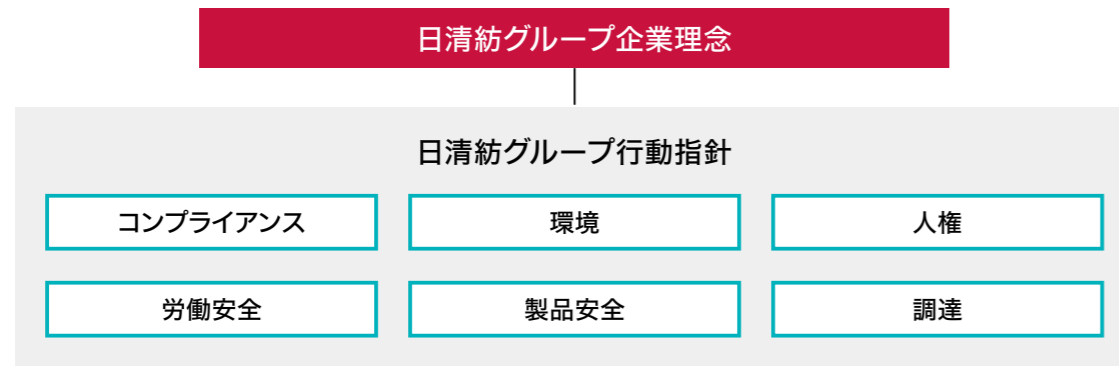 日清紡グループ企業理念
日清紡グループ行動指針
コンプライアンス
環境
人権
労働安全
製品安全
調達